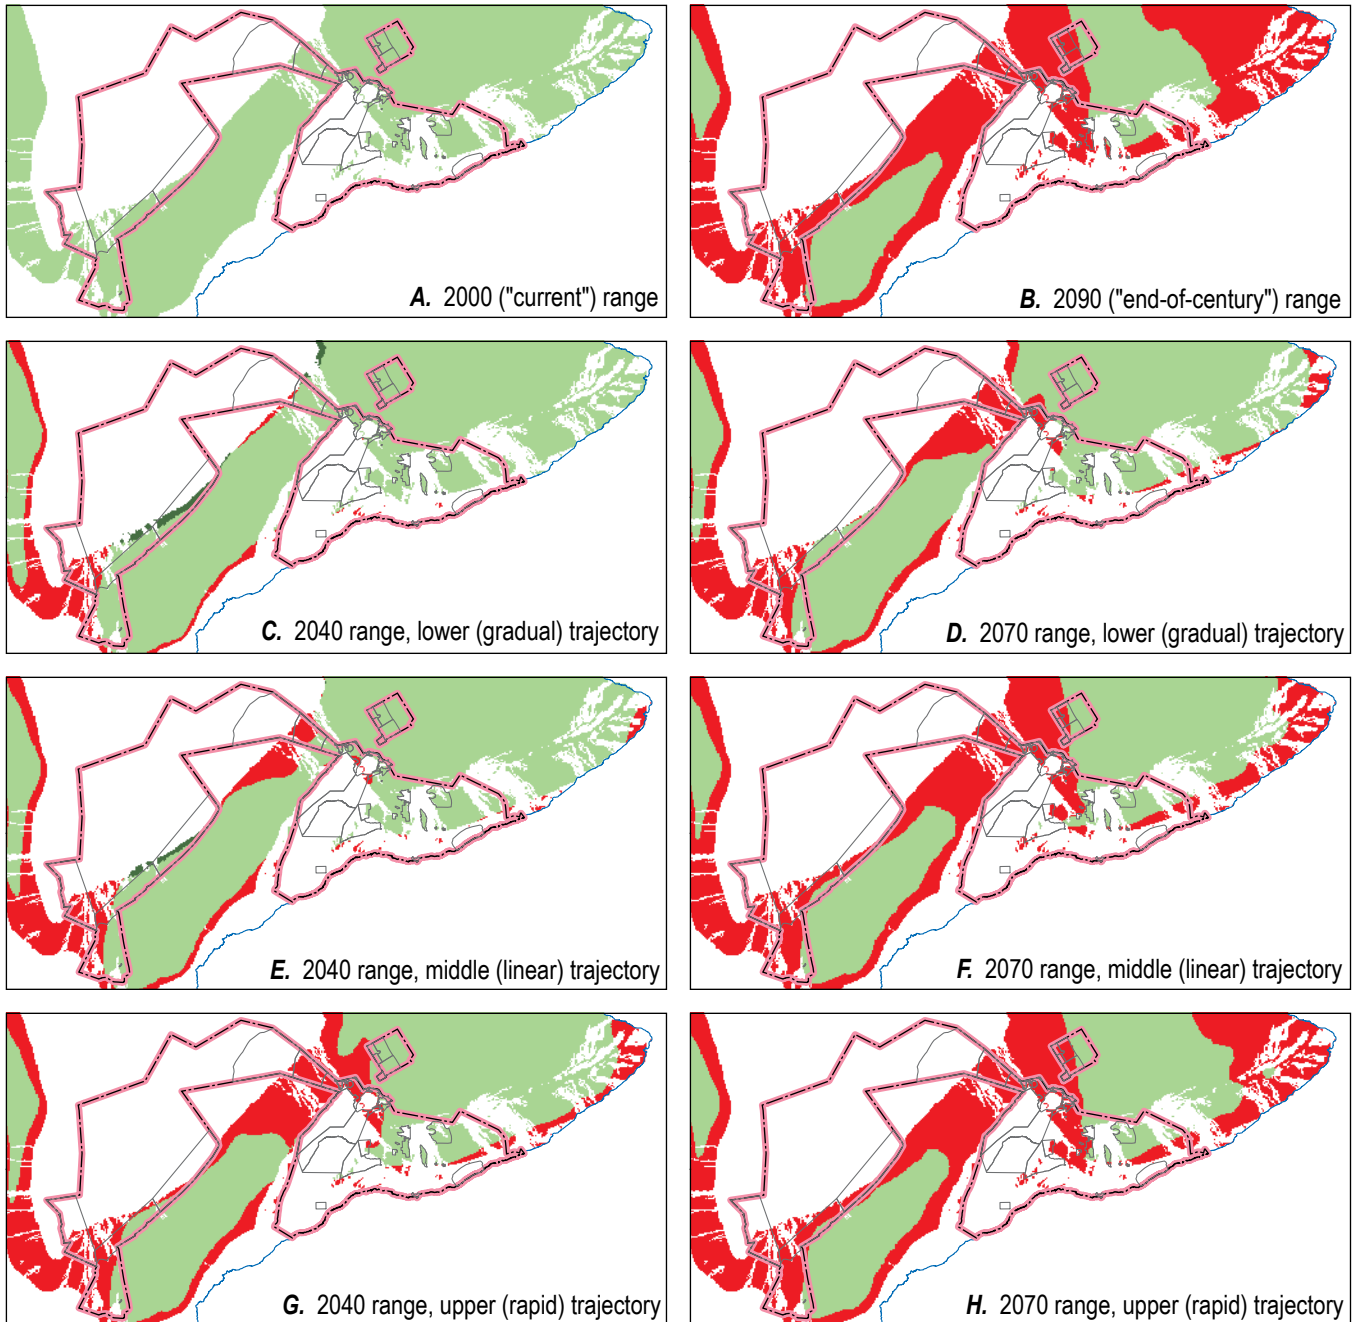 A. 2000 ("current") range
B. 2090 ("end-of-century") range
C. 2040 range, lower (gradual) trajectory
D. 2070 range, lower (gradual) trajectory
E. 2040 range, middle (linear) trajectory
F. 2070 range, middle (linear) trajectory
G. 2040 range, upper (rapid) trajectory
H. 2070 range, upper (rapid) trajectory